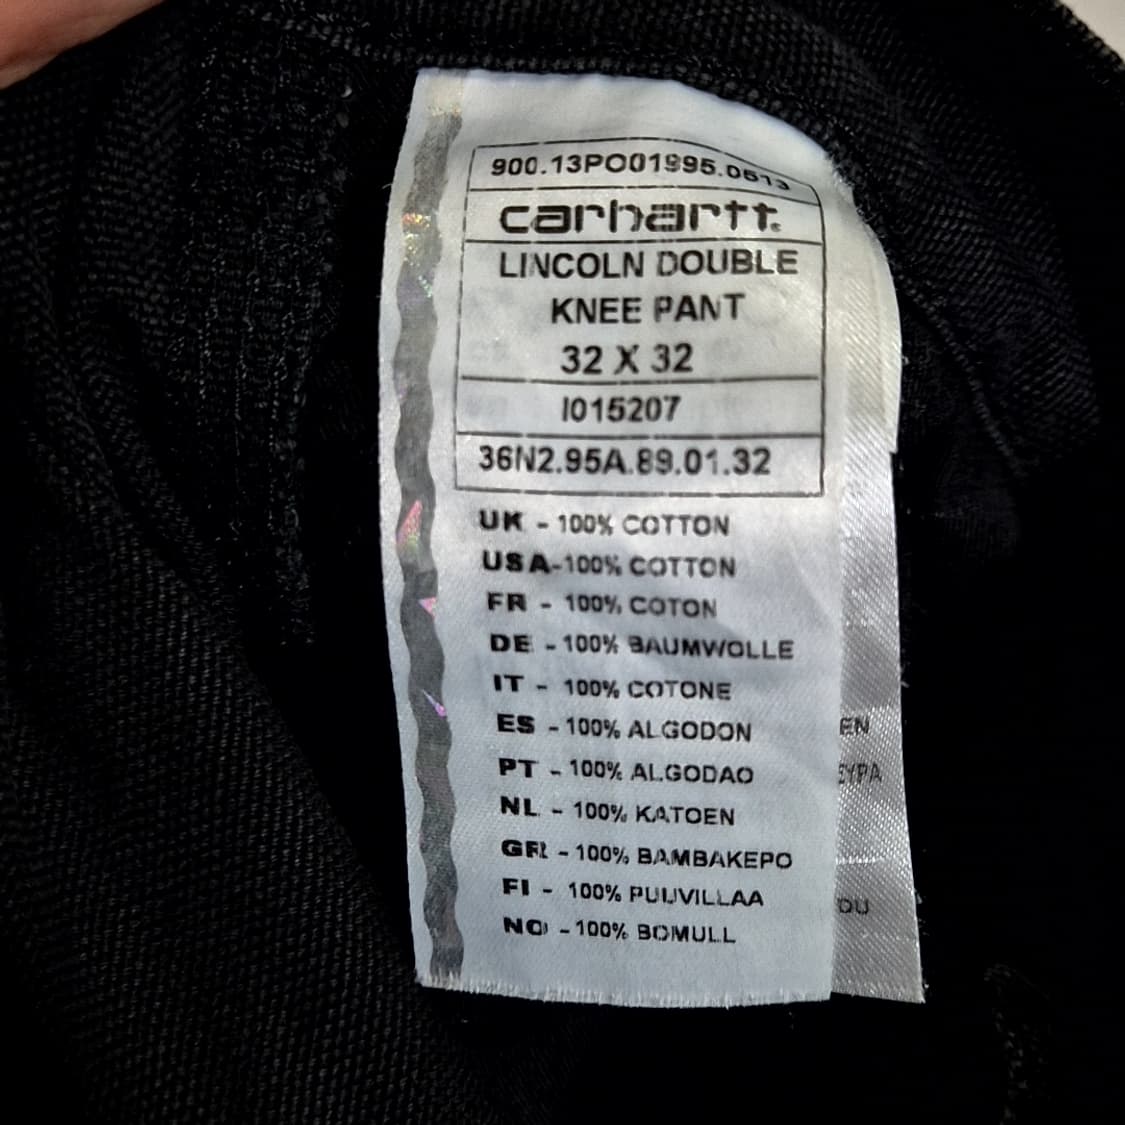 900.13PO01995.0513
carhartt.
LINCOLN DOUBLE
KNEE PANT
32 X 32
I015207
36N2.95A.89.01.32
UK - 100% COTTON
USA-100% COTTON
FR - 100% COTON
DE - 100% BAUMWOLLE
IT - 100% COTONE
ES - 100% ALGODON
PT - 100% ALGODAO
NL - 100% KATOEN
GR - 100% BAMBAKEPO
FI - 100% PUUVILLAA
NO - 100% BOMULL
EN
OU